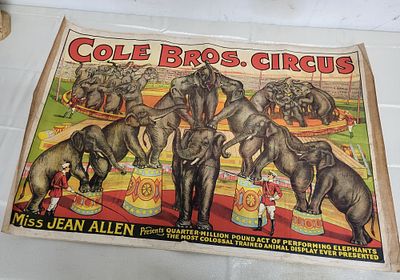 COLE BROS. CIRCUS
MISS JEAN ALLEN Presents QUARTER-MILLION POUND ACT OF PERFORMING ELEPHANTS
THE MOST COLOSSAL TRAINED ANIMAL DISPLAY EVER PRESENTED